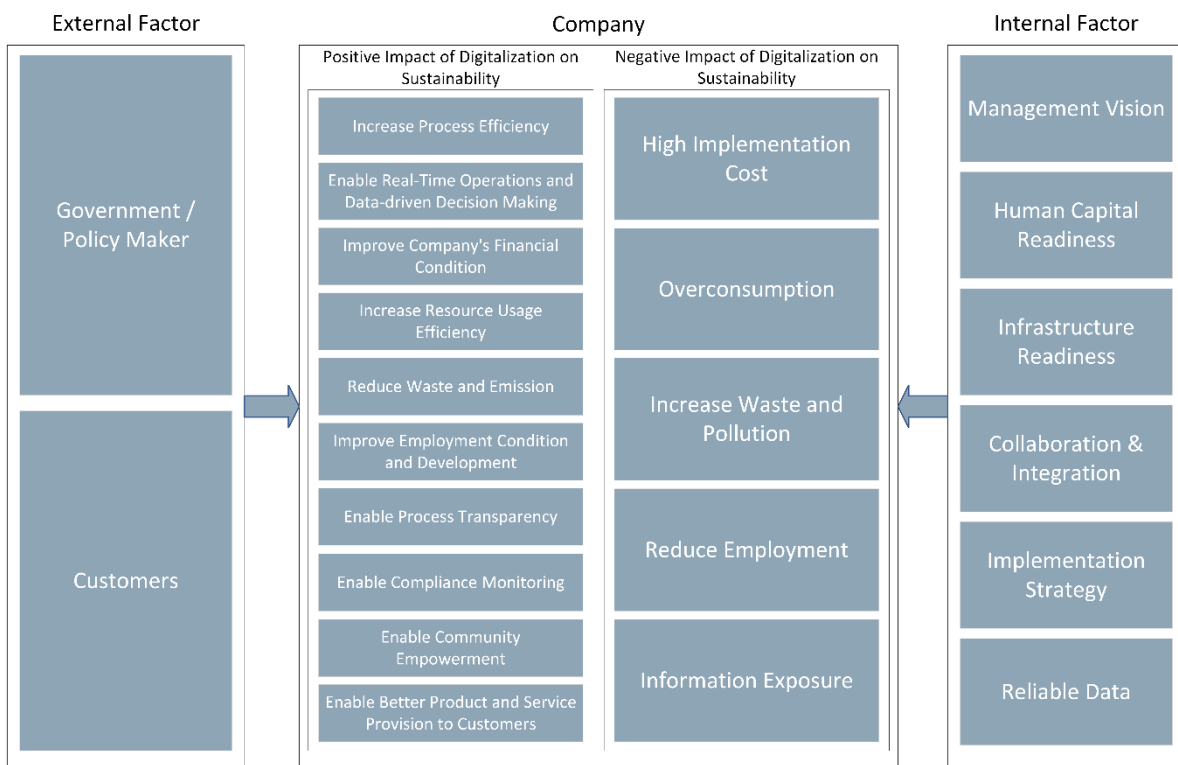 External Factor
Government /
Policy Maker
Customers
Company
Positive Impact of Digitalization on
Sustainability
Increase Process Efficiency
Enable Real-Time Operations and
Data-driven Decision Making
Improve Company's Financial
Condition
Increase Resource Usage
Efficiency
Reduce Waste and Emission
Improve Employment Condition
and Development
Enable Process Transparency
Enable Compliance Monitoring
Enable Community
Empowerment
Enable Better Product and Service
Provision to Customers
Negative Impact of Digitalization on
Sustainability
High Implementation
Cost
Overconsumption
Increase Waste and
Pollution
Reduce Employment
Information Exposure
Internal Factor
Management Vision
Human Capital
Readiness
Infrastructure
Readiness
Collaboration &
Integration
Implementation
Strategy
Reliable Data